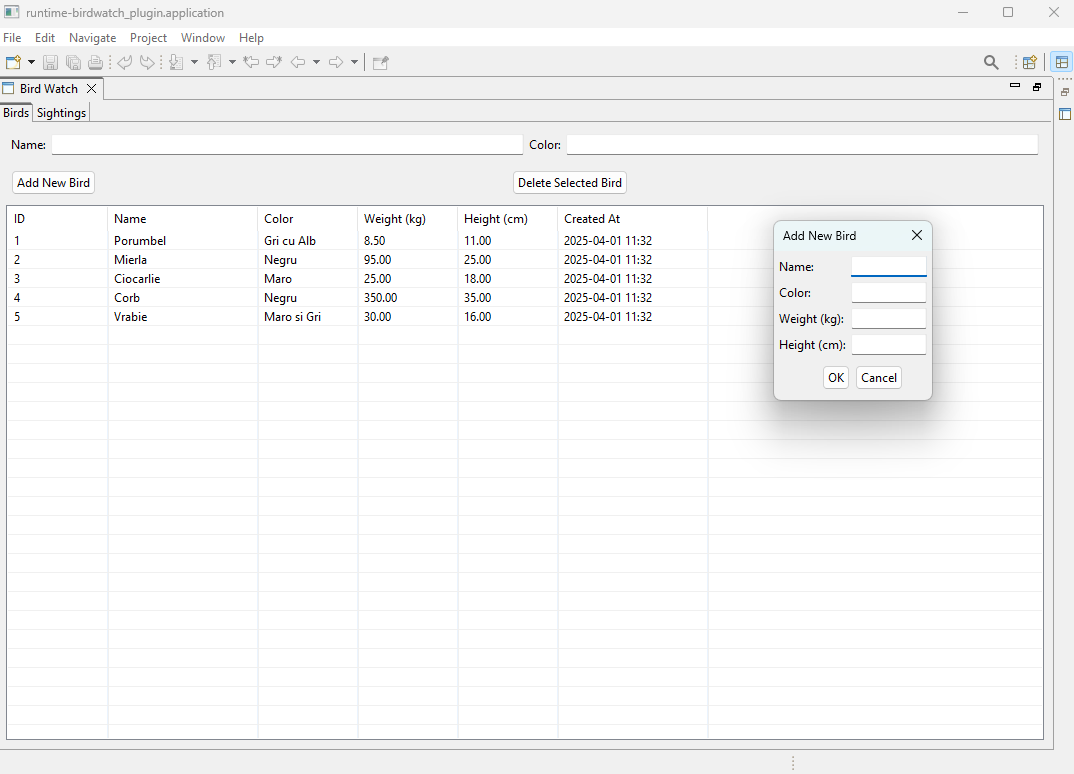 runtime-birdwatch_plugin.application
File Edit Navigate Project Window Help
Bird Watch
Birds Sightings
Name: Color:
Add New Bird Delete Selected Bird
ID Name Color Weight (kg) Height (cm) Created At
1 Porumbel Gri cu Alb 8.50 11.00 2025-04-01 11:32
2 Mierla Negru 95.00 25.00 2025-04-01 11:32
3 Ciocarlie Maro 25.00 18.00 2025-04-01 11:32
4 Corb Negru 350.00 35.00 2025-04-01 11:32
5 Vrabie Maro si Gri 30.00 16.00 2025-04-01 11:32
Add New Bird
Name:
Color:
Weight (kg):
Height (cm):
OK Cancel